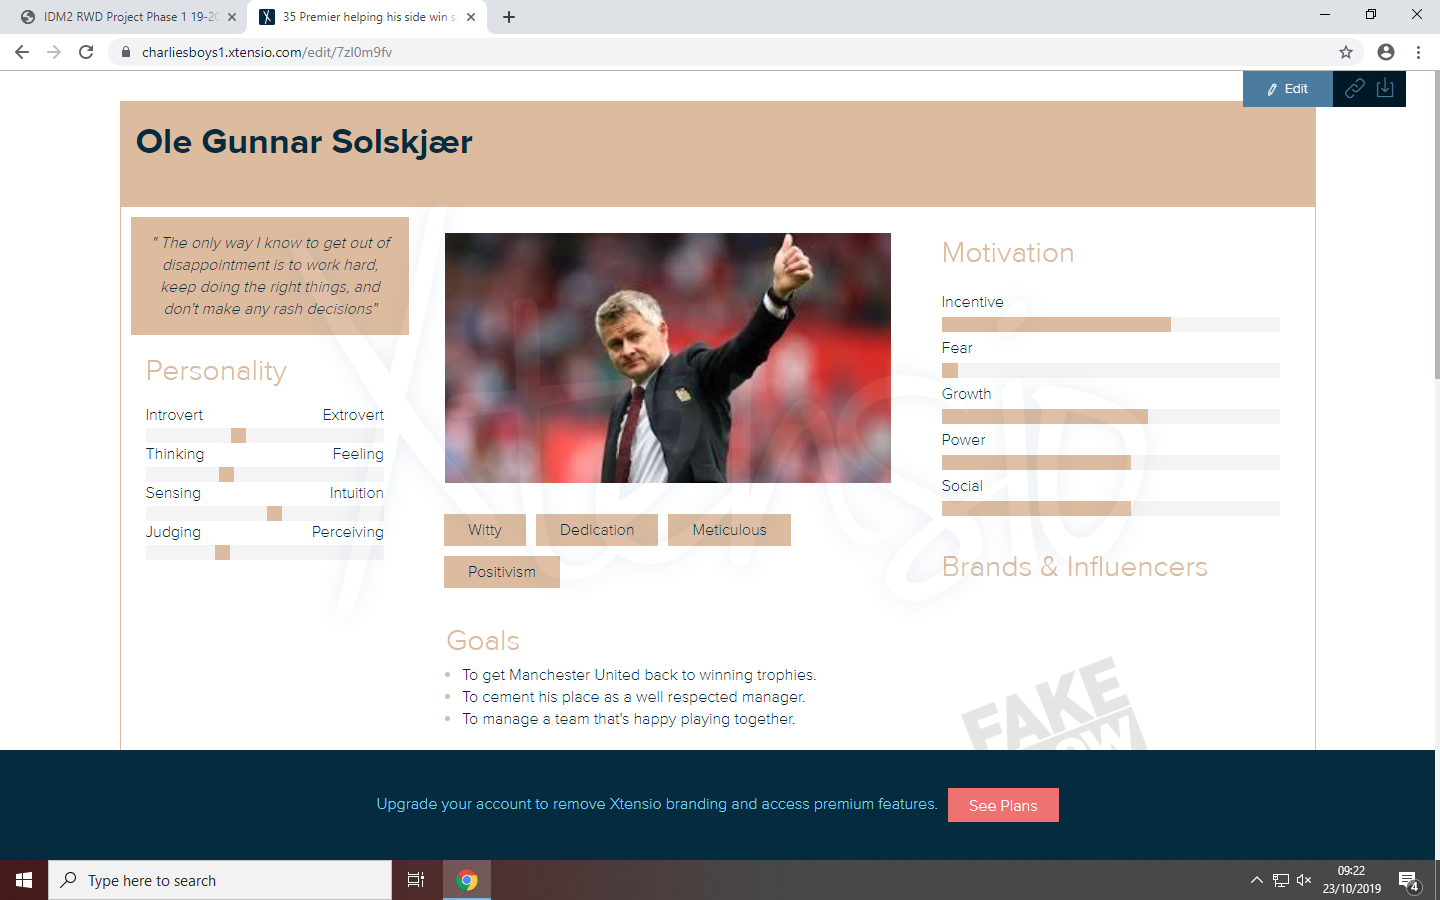 IDM2 RWD Project Phase 1 19-20
35 Premier helping his side win s
charliesboys1.xtensio.com/edit/7zl0m9fv
Edit
Ole Gunnar Solskjær
" The only way I know to get out of
disappointment is to work hard,
keep doing the right things, and
don't make any rash decisions"
Personality
Introvert Extrovert
Thinking Feeling
Sensing Intuition
Judging Perceiving
Witty Dedication Meticulous
Positivism
Goals
To get Manchester United back to winning trophies.
To cement his place as a well respected manager.
To manage a team that's happy playing together.
Motivation
Incentive
Fear
Growth
Power
Social
Brands & Influencers
FAKE
Xtensio
Upgrade your account to remove Xtensio branding and access premium features. See Plans
Type here to search
09:22
23/10/2019
4